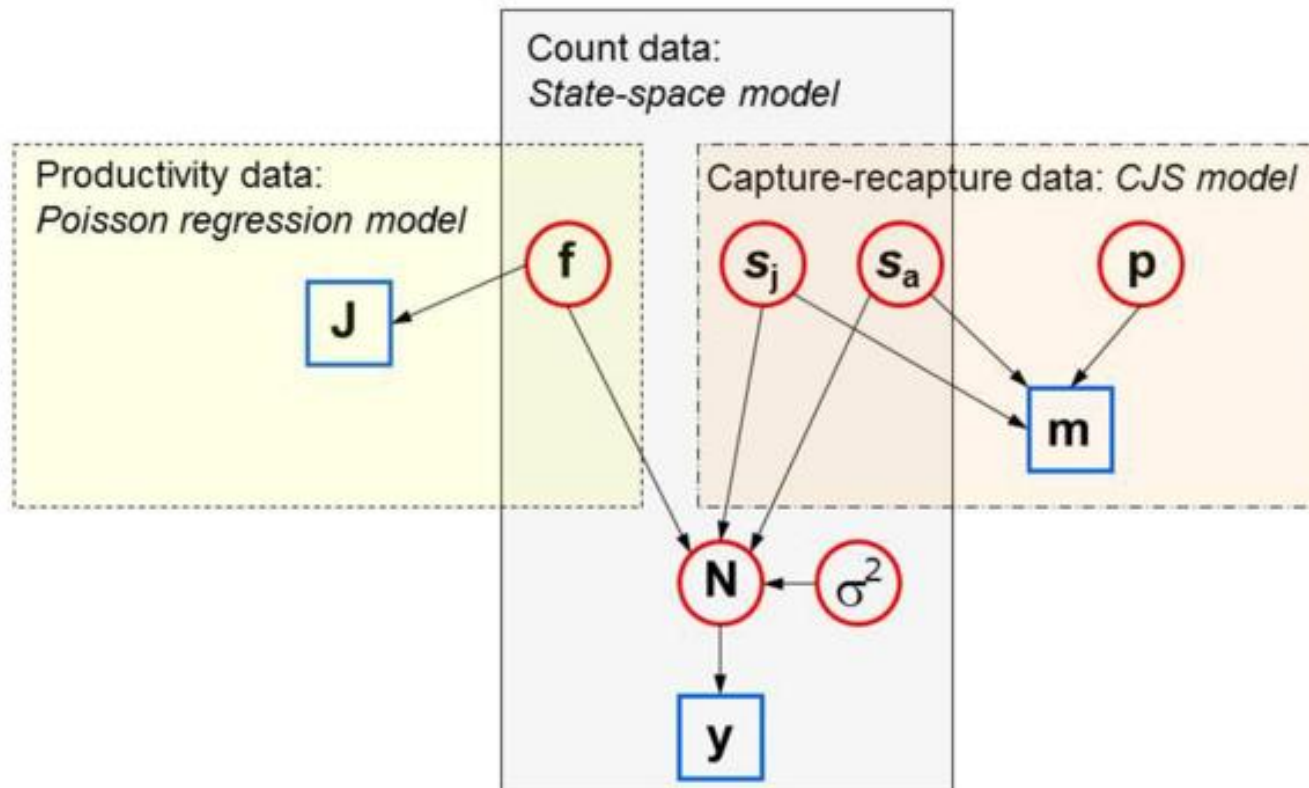 Count data:
State-space model
Productivity data:
Poisson regression model
Capture-recapture data: CJS model
f
sj
sa
p
J
m
N
σ²
y